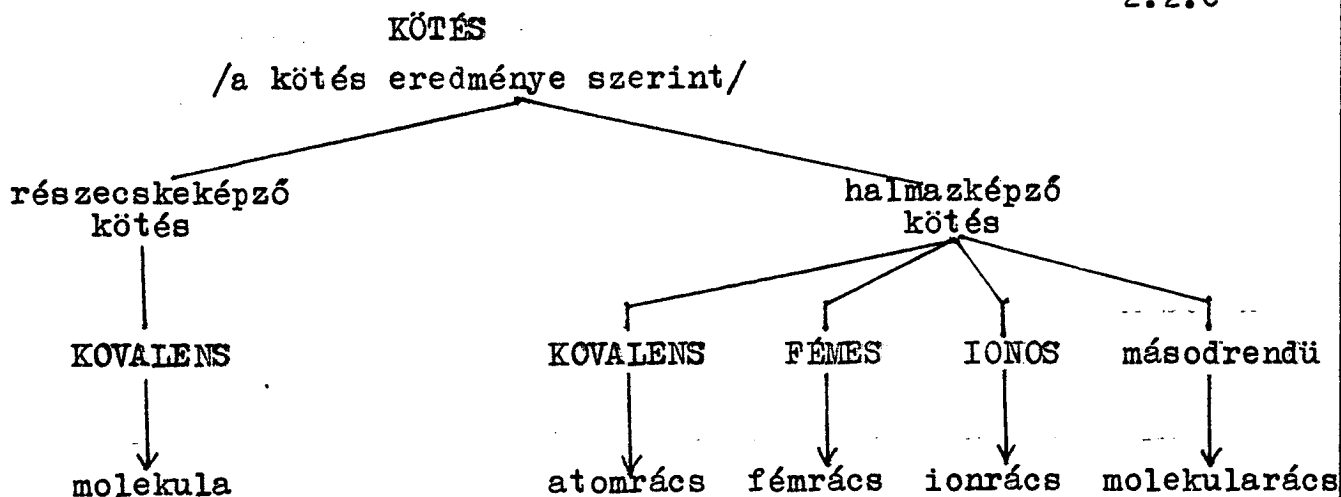 KÖTÉS
/a kötés eredménye szerint/
részecskeképző
kötés
halmazképző
kötés
KOVALENS
KOVALENS FÉMES IONOS másodrendü
molekula
atomrács fémrács ionrács molekularács